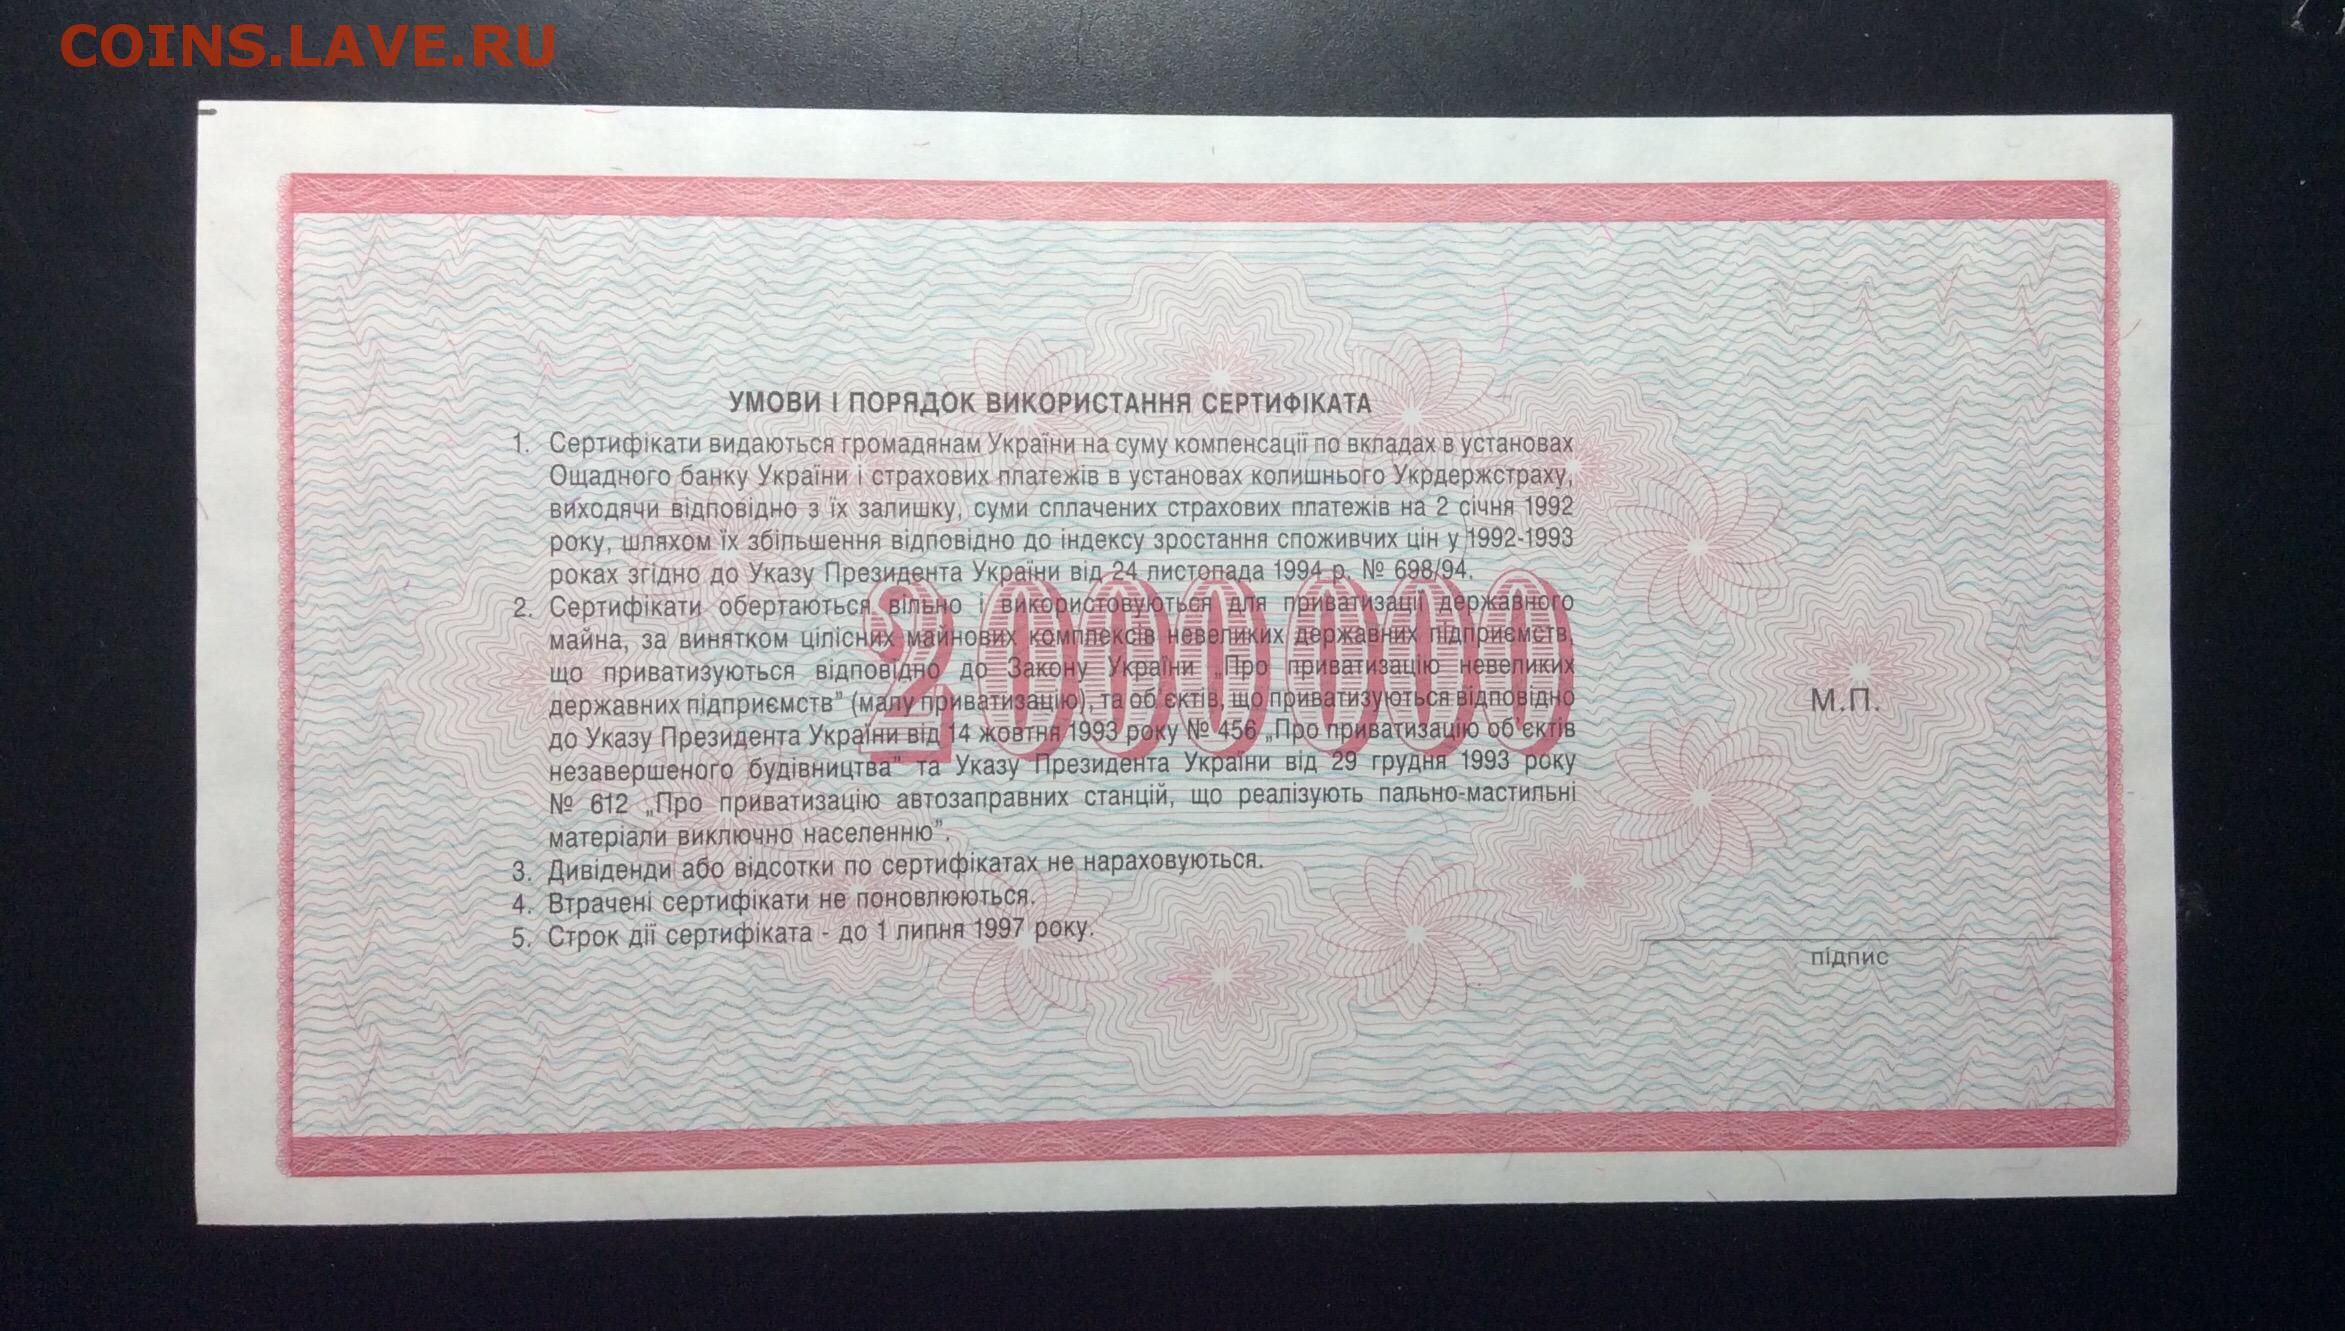 COINS.LAVE.RU
УМОВИ І ПОРЯДОК ВИКОРИСТАННЯ СЕРТИФІКАТА
1. Сертифікати видаються громадянам України на суму компенсації по вкладах в установах
Ощадного банку України і страхових платежів в установах колишнього Укрдержстраху,
виходячи відповідно з їх залишку, суми сплачених страхових платежів на 2 січня 1992
року, шляхом їх збільшення відповідно до індексу зростання споживчих цін у 1992-1993
роках згідно до Указу Президента України від 24 листопада 1994 р. № 698/94.
2. Сертифікати обертаються вільно і використовуються для приватизації державного
майна, за винятком цілісних майнових комплексів невеликих державних підприємств,
що приватизуються відповідно до Закону України „Про приватизацію невеликих
державних підприємств” (малу приватизацію), та об'єктів, що приватизуються відповідно
до Указу Президента України від 14 жовтня 1993 року № 456 „Про приватизацію об'єктів
незавершеного будівництва” та Указу Президента України від 29 грудня 1993 року
№ 612 „Про приватизацію автозаправних станцій, що реалізують пально-мастильні
матеріали виключно населенню”.
3. Дивіденди або відсотки по сертифікатах не нараховуються.
4. Втрачені сертифікати не поновлюються.
5. Строк дії сертифіката - до 1 липня 1997 року.
2000000
М.П.
підпис